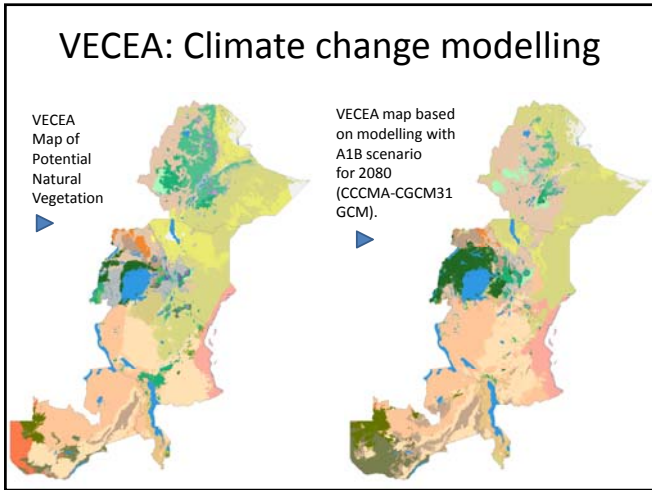 VECEA: Climate change modelling
VECEA
Map of
Potential
Natural
Vegetation
VECEA map based
on modelling with
A1B scenario
for 2080
(CCCMA-CGCM31
GCM).